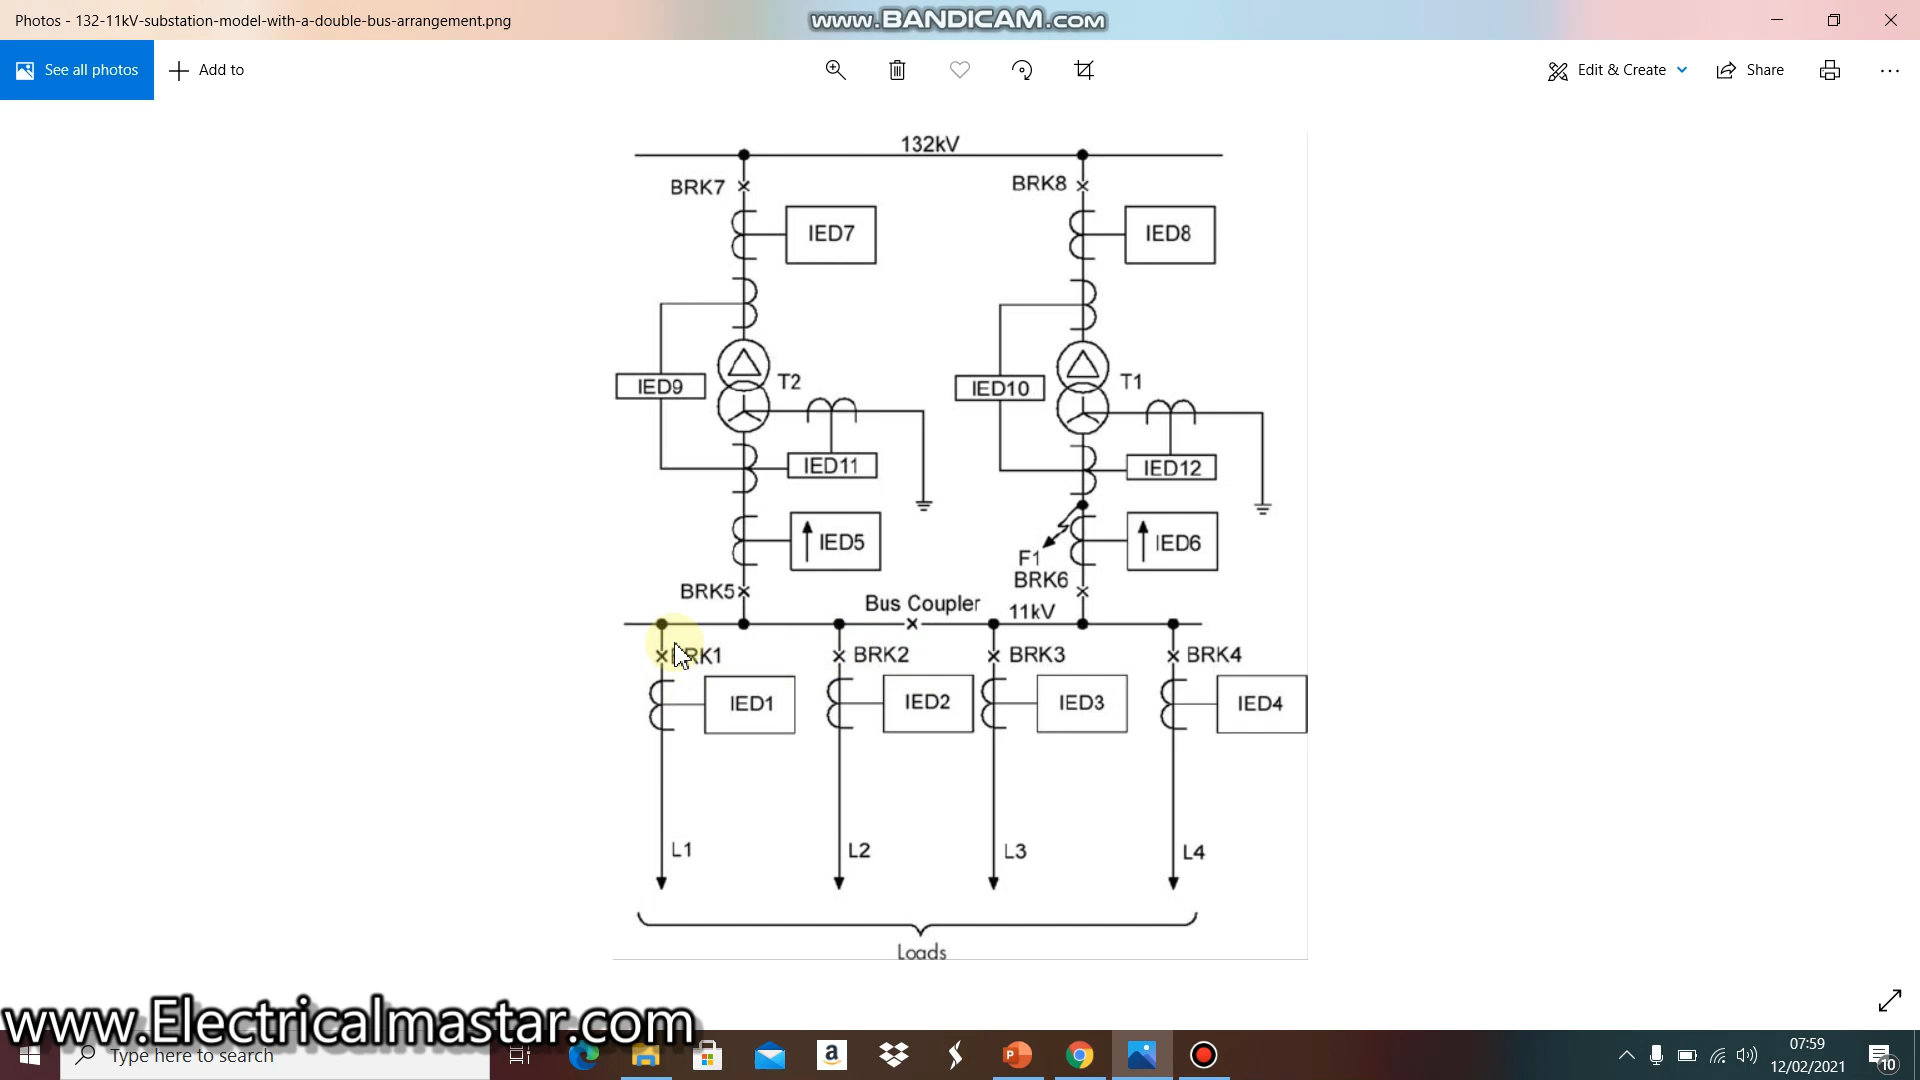 Photos - 132-11kV-substation-model-with-a-double-bus-arrangement.png
www.BANDICAM.com
See all photos
Add to
Edit & Create
Share
132kV
BRK7
BRK8
IED7
IED8
IED9
T2
IED10
T1
IED11
IED12
IED5
IED6
F1
BRK6
BRK5
Bus Coupler
11kV
BRK1
BRK2
BRK3
BRK4
IED1
IED2
IED3
IED4
L1
L2
L3
L4
Loads
www.Electricalmastar.com
Type here to search
07:59
12/02/2021
10